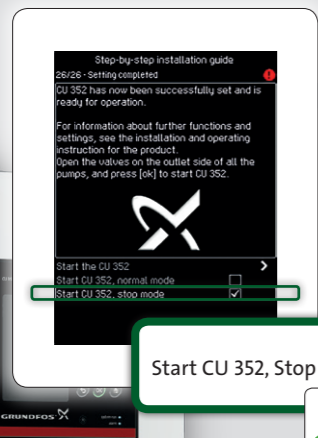 Step-by-step installation guide
26/26 - Setting completed
CU 352 has now been successfully set and is
ready for operation.
For information about further functions and
settings, see the installation and operating
instruction for the product.
Open the valves on the outlet side of all the
pumps, and press [ok] to start CU 352.
Start the CU 352
Start CU 352, normal mode
Start CU 352, stop mode
Start CU 352, Stop
GRUNDFOS